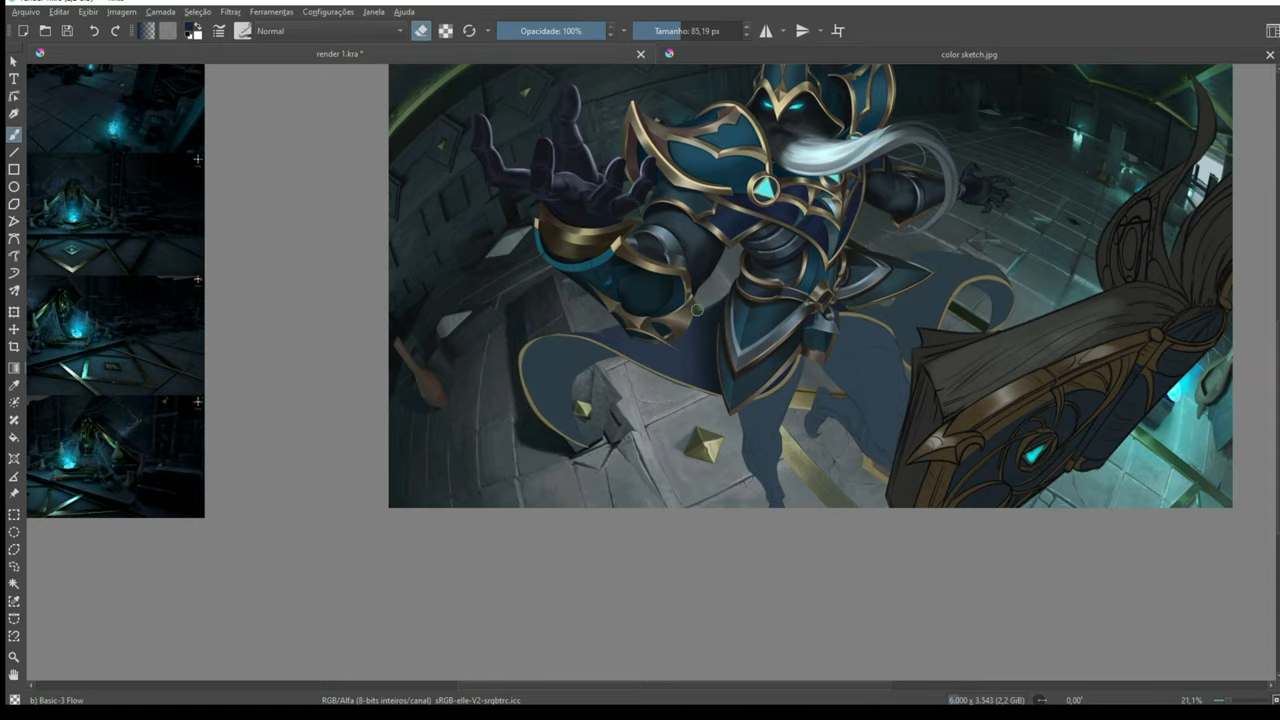 Arquivo Editar Exibir Imagem Camada Seleção Filtrar Ferramentas Configurações Janela Ajuda
Normal Opacidade: 100% Tamanho: 85,19 px
render 1.kra * color sketch.jpg
b) Basic-3 Flow RGB/Alfa (8-bits inteiros/canal) sRGB-elle-V2-srgbtrc.icc 6.000 x 3.543 (2,2 GiB) 0,00° 21,1%